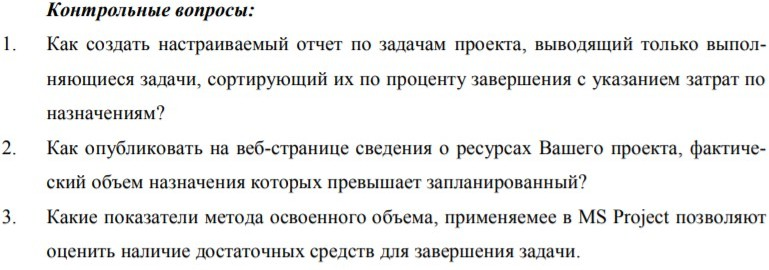 Контрольные вопросы:
1. Как создать настраиваемый отчет по задачам проекта, выводящий только выпол-
няющиеся задачи, сортирующий их по проценту завершения с указанием затрат по
назначениям?
2. Как опубликовать на веб-странице сведения о ресурсах Вашего проекта, фактиче-
ский объем назначения которых превышает запланированный?
3. Какие показатели метода освоенного объема, применяемее в MS Project позволяют
оценить наличие достаточных средств для завершения задачи.